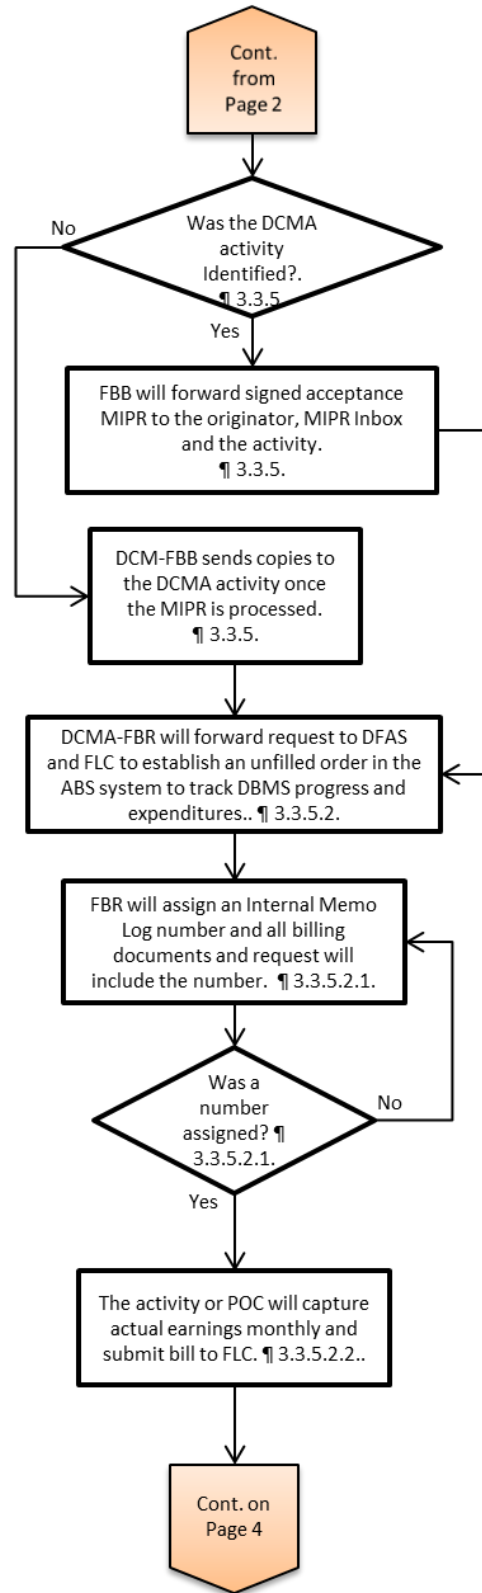 Cont.
from
Page 2
Was the DCMA
activity
Identified?.
¶ 3.3.5
No
Yes
FBB will forward signed acceptance
MIPR to the originator, MIPR Inbox
and the activity.
¶ 3.3.5.
DCM-FBB sends copies to
the DCMA activity once
the MIPR is processed.
¶ 3.3.5.
DCMA-FBR will forward request to DFAS
and FLC to establish an unfilled order in the
ABS system to track DBMS progress and
expenditures.. ¶ 3.3.5.2.
FBR will assign an Internal Memo
Log number and all billing
documents and request will
include the number. ¶ 3.3.5.2.1.
Was a
number
assigned? ¶
3.3.5.2.1.
No
Yes
The activity or POC will capture
actual earnings monthly and
submit bill to FLC. ¶ 3.3.5.2.2..
Cont. on
Page 4